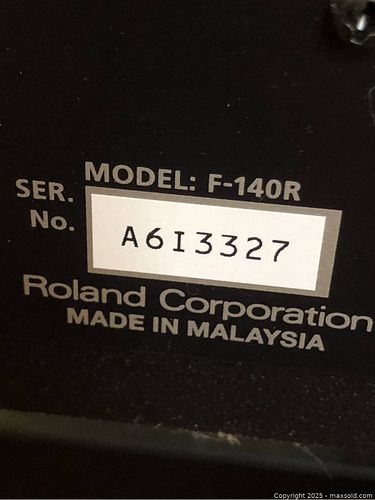 MODEL: F-140R
SER.
No.
A6I3327
Roland Corporation
MADE IN MALAYSIA
Copyright 2025 - maxsold.com